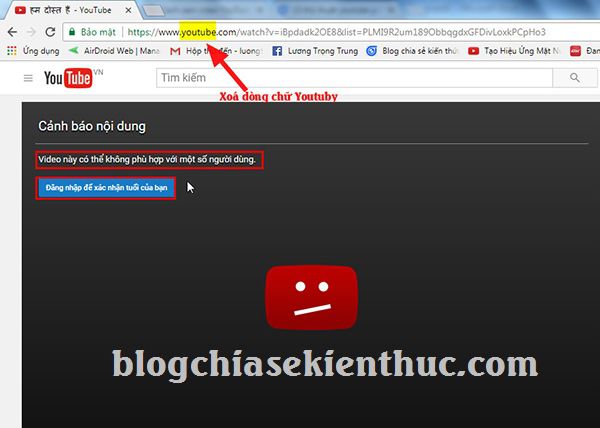 हम दोस्त हैं - YouTube
Bảo mật https://www.youtube.com/watch?v=iBpdadk2OE8&list=PLMI9R2um189ObbqgdxGFDivLoxkPCpHo3
Ứng dụng AirDroid Web | Mana Hộp thư đến - luong Lương Trọng Trung Blog chia sẻ kiến thức Tạo Hiệu Ứng Mặt N Đan
YouTube VN Tìm kiếm
Xoá dòng chữ Youtuby
Cảnh báo nội dung
Video này có thể không phù hợp với một số người dùng.
Đăng nhập để xác nhận tuổi của bạn
blogchiasekienthuc.com